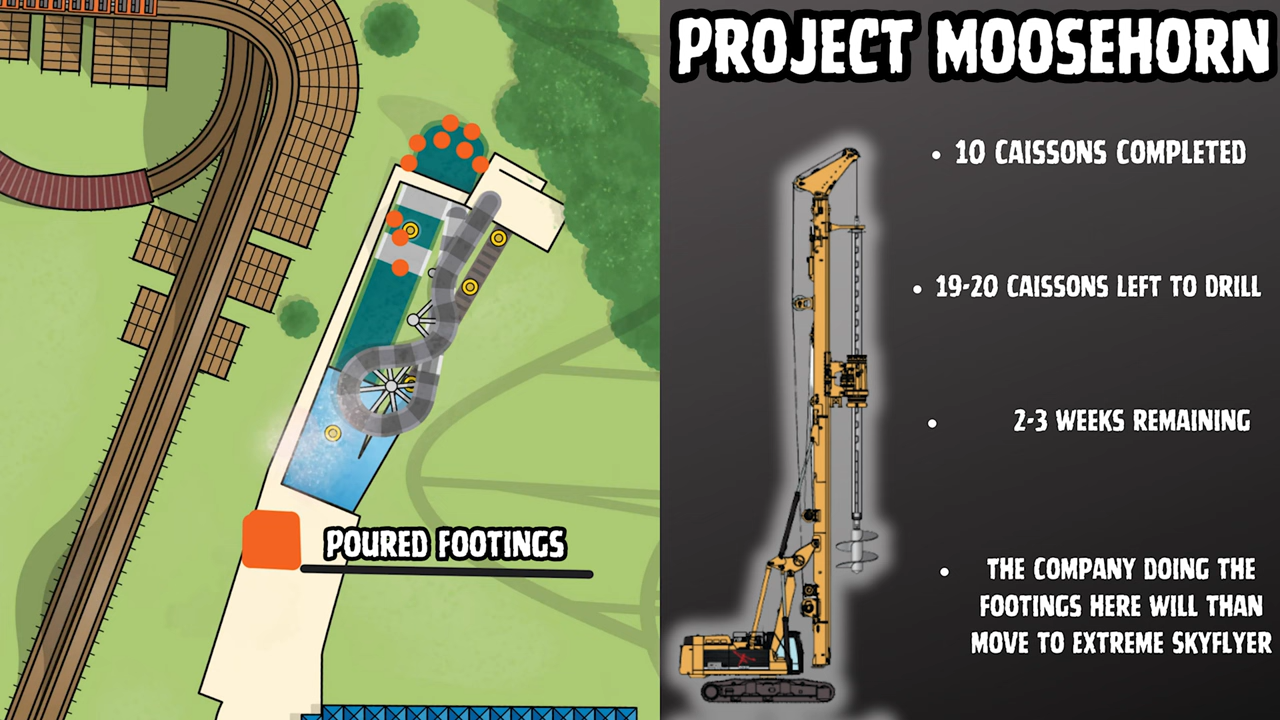 PROJECT MOOSEHORN
• 10 CAISSONS COMPLETED
• 19-20 CAISSONS LEFT TO DRILL
• 2-3 WEEKS REMAINING
• THE COMPANY DOING THE
FOOTINGS HERE WILL THAN
MOVE TO EXTREME SKYFLYER
POURED FOOTINGS